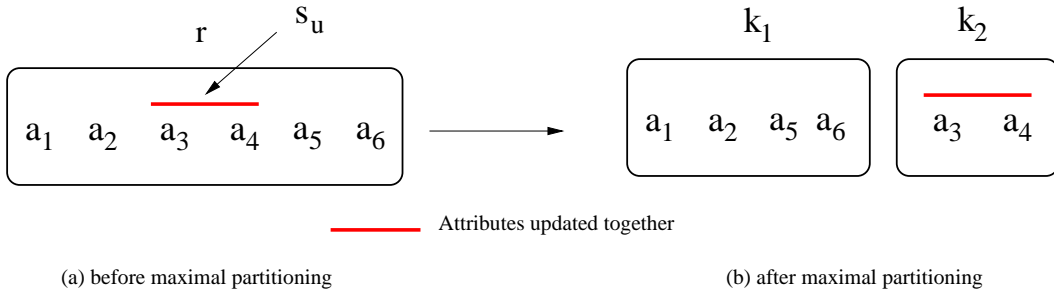 r
s_u
k_1
k_2
a_1 a_2 a_3 a_4 a_5 a_6
a_1 a_2 a_5 a_6
a_3 a_4
Attributes updated together
(a) before maximal partitioning
(b) after maximal partitioning